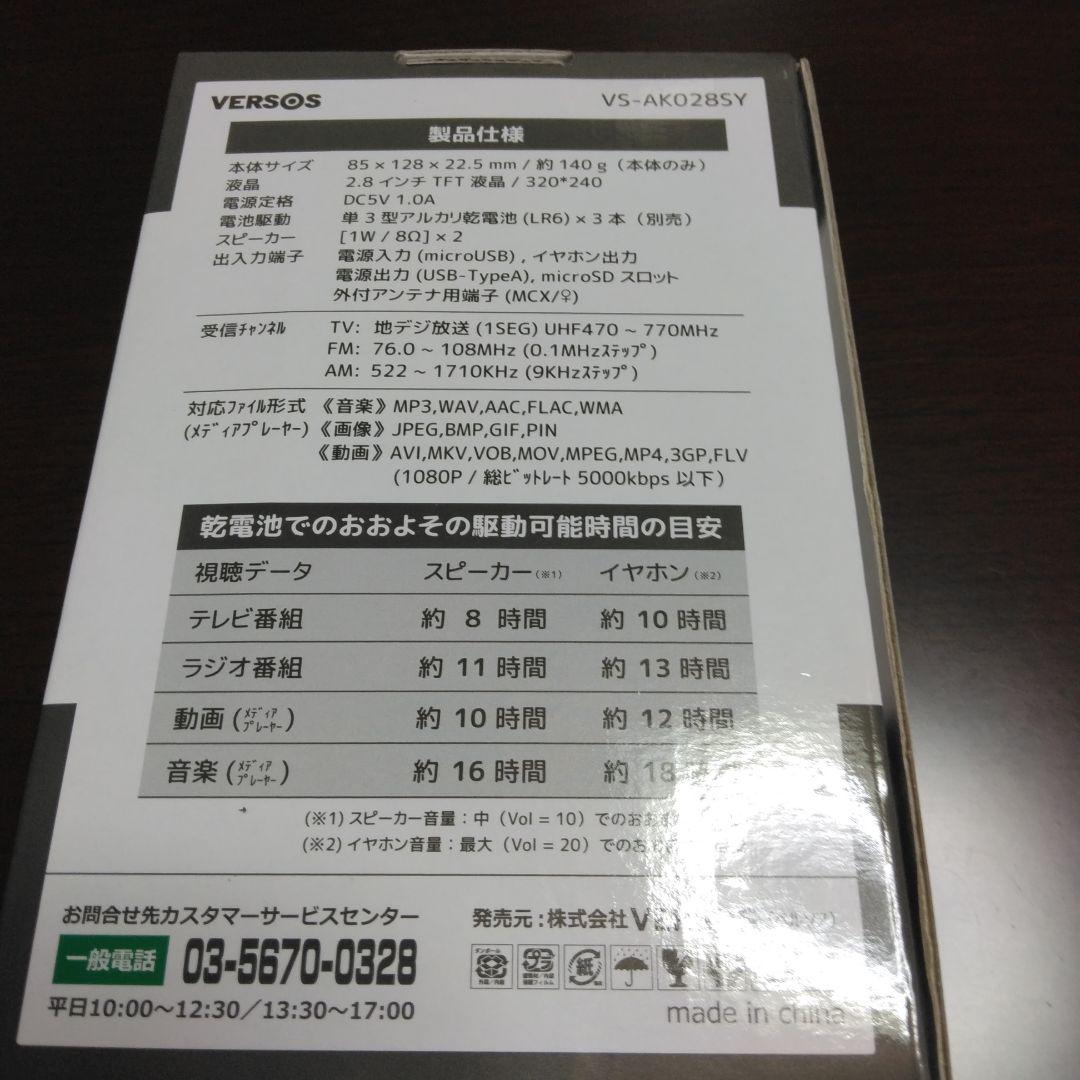 VERSOS VS-AK028SY
製品仕様
本体サイズ 85 × 128 × 22.5 mm / 約 140 g（本体のみ）
液晶 2.8 インチ TFT 液晶 / 320*240
電源定格 DC5V 1.0A
電池駆動 単3型アルカリ乾電池 (LR6) × 3本（別売）
スピーカー [1W / 8Ω] × 2
出入力端子 電源入力 (microUSB) , イヤホン出力
電源出力 (USB-TypeA), microSD スロット
外付アンテナ用端子 (MCX/♀)
受信ﾁｬﾝﾈﾙ TV: 地デジ放送 (1SEG) UHF470 ~ 770MHz
FM: 76.0 ~ 108MHz (0.1MHzｽﾃｯﾌﾟ)
AM: 522 ~ 1710KHz (9KHzｽﾃｯﾌﾟ)
対応ﾌｧｲﾙ形式 《音楽》 MP3,WAV,AAC,FLAC,WMA
(ﾒﾃﾞｨｱﾌﾟﾚｰﾔｰ) 《画像》 JPEG,BMP,GIF,PIN
《動画》 AVI,MKV,VOB,MOV,MPEG,MP4,3GP,FLV
(1080P / 総ﾋﾞｯﾄﾚｰﾄ 5000kbps 以下)
乾電池でのおおよその駆動可能時間の目安
視聴データ スピーカー (※1) イヤホン (※2)
テレビ番組 約 8 時間 約 10 時間
ラジオ番組 約 11 時間 約 13 時間
動画 (ﾒﾃﾞｨｱﾌﾟﾚｰﾔｰ) 約 10 時間 約 12 時間
音楽 (ﾒﾃﾞｨｱﾌﾟﾚｰﾔｰ) 約 16 時間 約 18
(※1) スピーカー音量：中（Vol = 10）でのおお
(※2) イヤホン音量：最大（Vol = 20）でのお
お問合せ先カスタマーサービスセンター
一般電話 03-5670-0328
平日10:00～12:30／13:30～17:00
発売元：株式会社
made in china